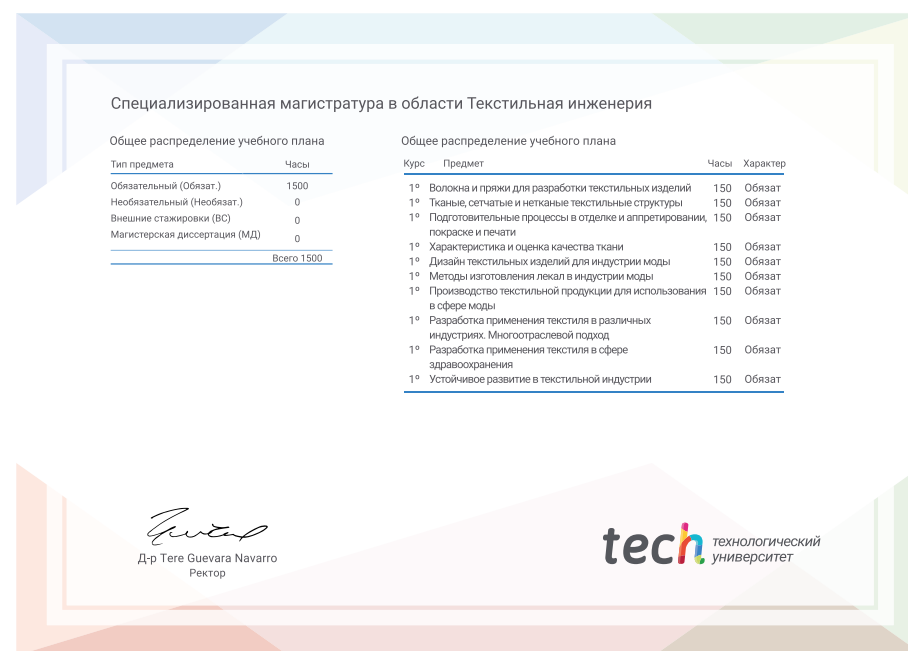 Специализированная магистратура в области Текстильная инженерия
Общее распределение учебного плана
Тип предмета Часы
Обязательный (Обязат.) 1500
Необязательный (Необязат.) 0
Внешние стажировки (ВС) 0
Магистерская диссертация (МД) 0
Всего 1500
Общее распределение учебного плана
Курс Предмет Часы Характер
1º Волокна и пряжи для разработки текстильных изделий 150 Обязат
1º Тканые, сетчатые и нетканые текстильные структуры 150 Обязат
1º Подготовительные процессы в отделке и аппретировании, 150 Обязат
покраске и печати
1º Характеристика и оценка качества ткани 150 Обязат
1º Дизайн текстильных изделий для индустрии моды 150 Обязат
1º Методы изготовления лекал в индустрии моды 150 Обязат
1º Производство текстильной продукции для использования 150 Обязат
в сфере моды
1º Разработка применения текстиля в различных 150 Обязат
индустриях. Многоотраслевой подход
1º Разработка применения текстиля в сфере 150 Обязат
здравоохранения
1º Устойчивое развитие в текстильной индустрии 150 Обязат
Д-р Tere Guevara Navarro
Ректор
tech технологический
университет